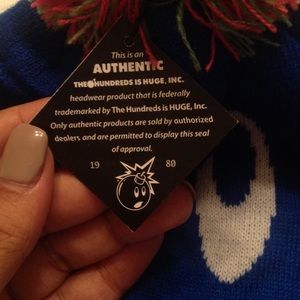 This is an
AUTHENTIC
THE HUNDREDS IS HUGE, INC.
headwear product that is federally
trademarked by The Hundreds is HUGE, Inc.
Only authentic products are sold by authorized
dealers and are permitted to display this seal
of approval.
19 80